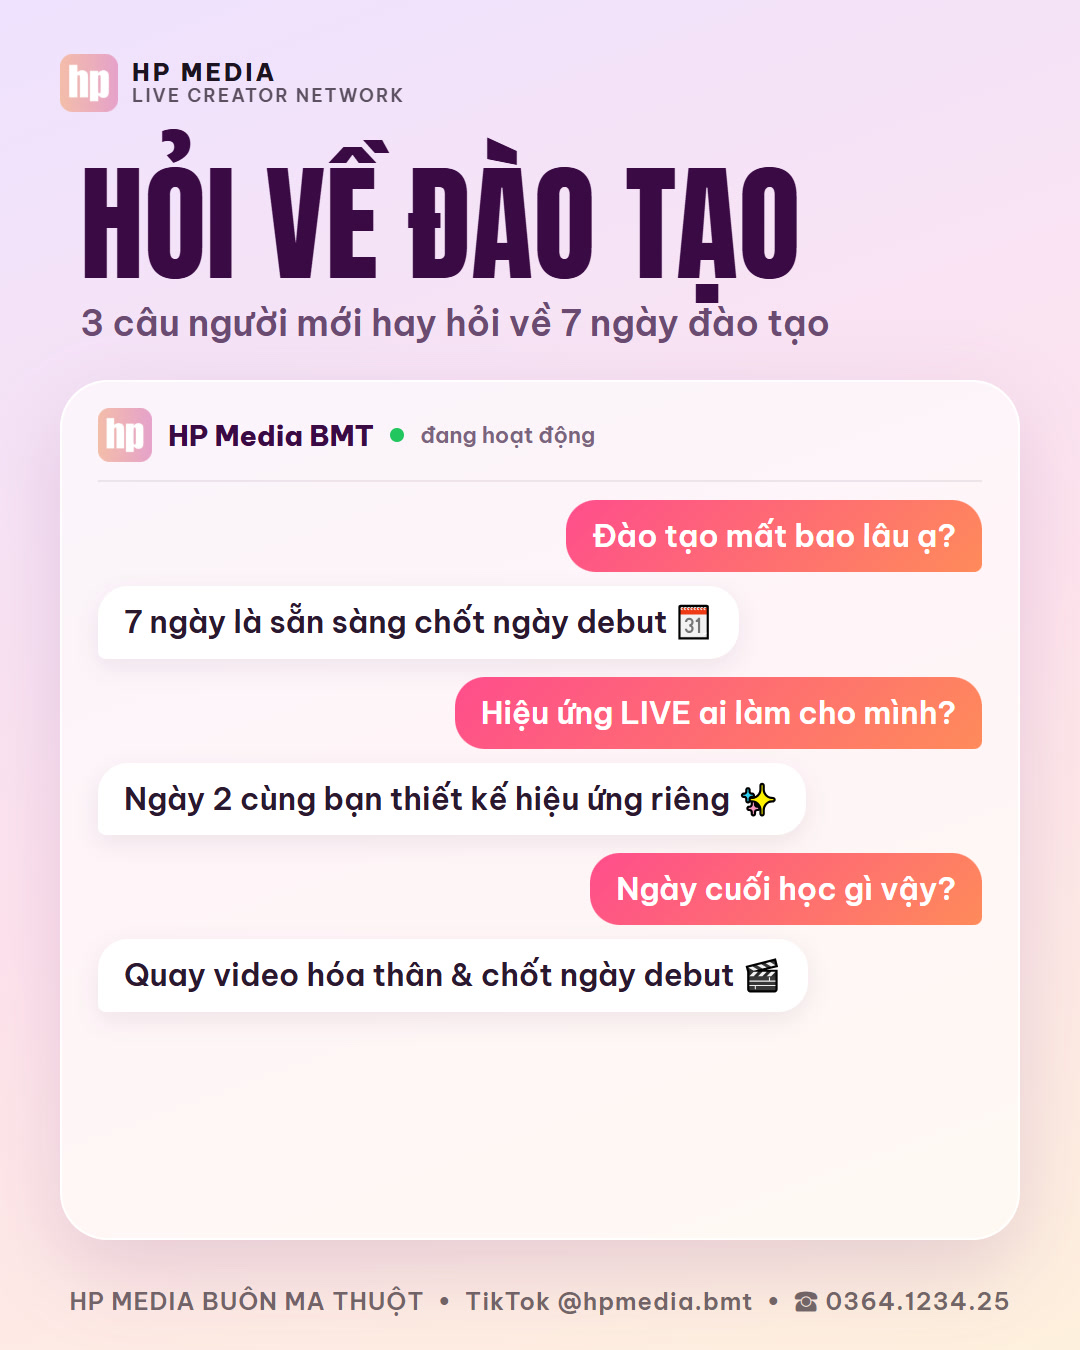 hp
HP MEDIA
LIVE CREATOR NETWORK
HỎI VỀ ĐÀO TẠO
3 câu người mới hay hỏi về 7 ngày đào tạo
hp
HP Media BMT
đang hoạt động
Đào tạo mất bao lâu ạ?
7 ngày là sẵn sàng chốt ngày debut 🗓️
Hiệu ứng LIVE ai làm cho mình?
Ngày 2 cùng bạn thiết kế hiệu ứng riêng ✨
Ngày cuối học gì vậy?
Quay video hóa thân & chốt ngày debut 🎬
HP MEDIA BUÔN MA THUỘT • TikTok @hpmedia.bmt • ☎ 0364.1234.25